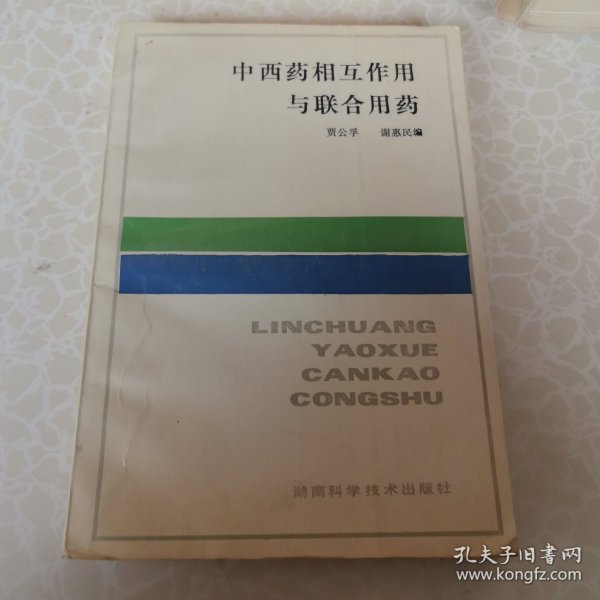 中西药相互作用
与联合用药
贾公孚 谢惠民编
LINCHUANG
YAOXUE
CANKAO
CONGSHU
湖南科学技术出版社
孔夫子旧书网
www.kongfz.com